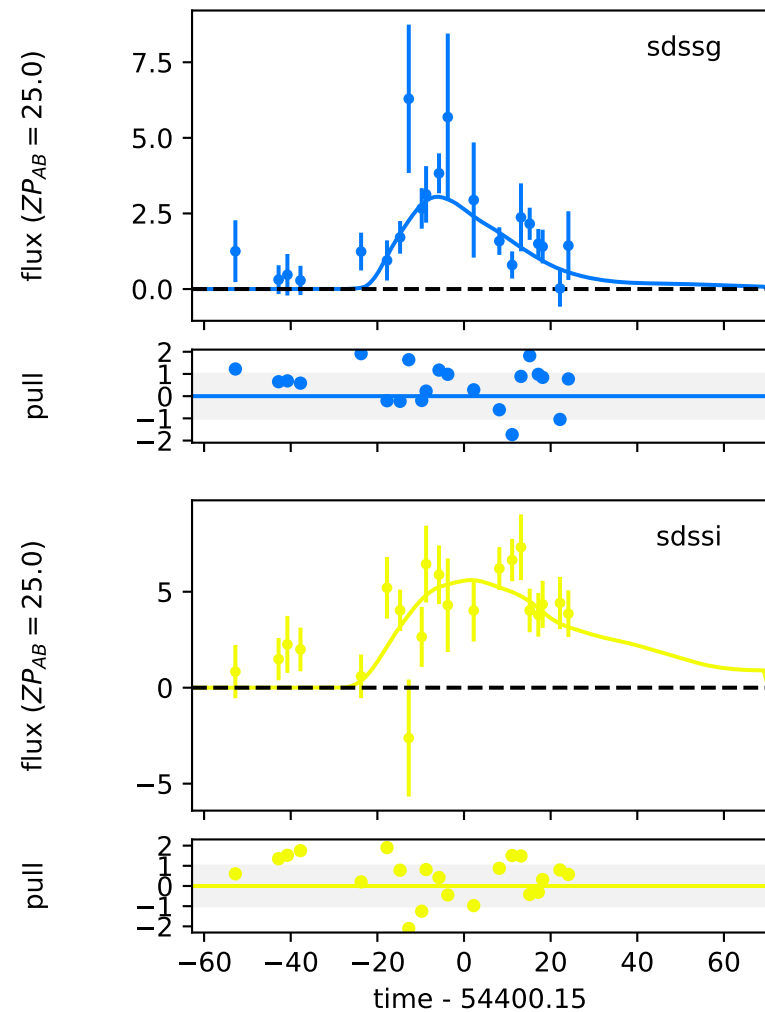 sdssg
flux (ZP_AB = 25.0)
7.5
5.0
2.5
0.0
pull
2
1
0
−1
−2
sdssi
flux (ZP_AB = 25.0)
5
0
−5
pull
2
1
0
−1
−2
−60 −40 −20 0 20 40 60
time - 54400.15